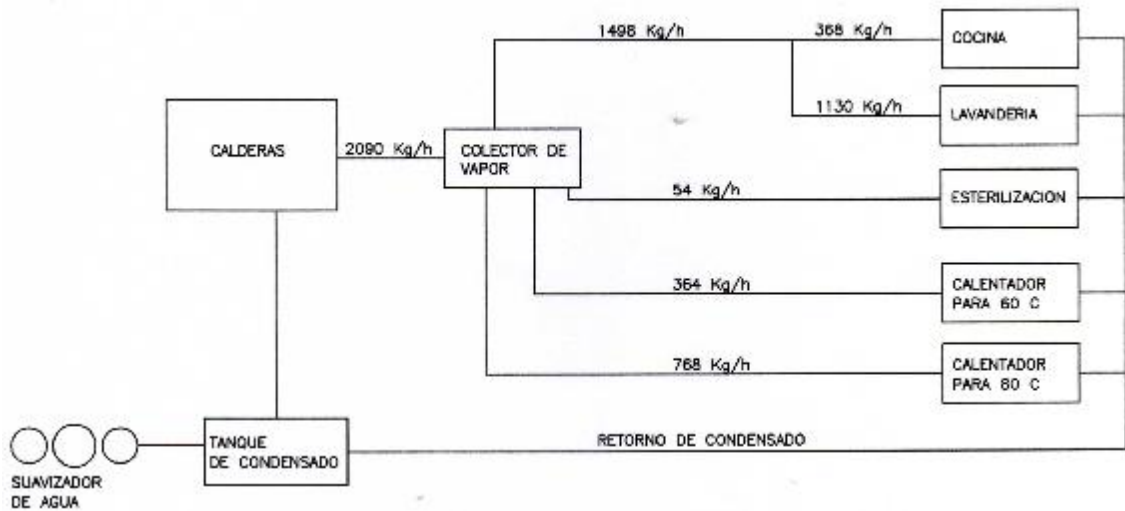 1498 Kg/h
368 Kg/h
COCINA
1130 Kg/h
LAVANDERIA
CALDERAS
2090 Kg/h
COLECTOR DE
VAPOR
54 Kg/h
ESTERILIZACION
364 Kg/h
CALENTADOR
PARA 60 C
768 Kg/h
CALENTADOR
PARA 80 C
TANQUE
DE CONDENSADO
RETORNO DE CONDENSADO
SUAVIZADOR
DE AGUA